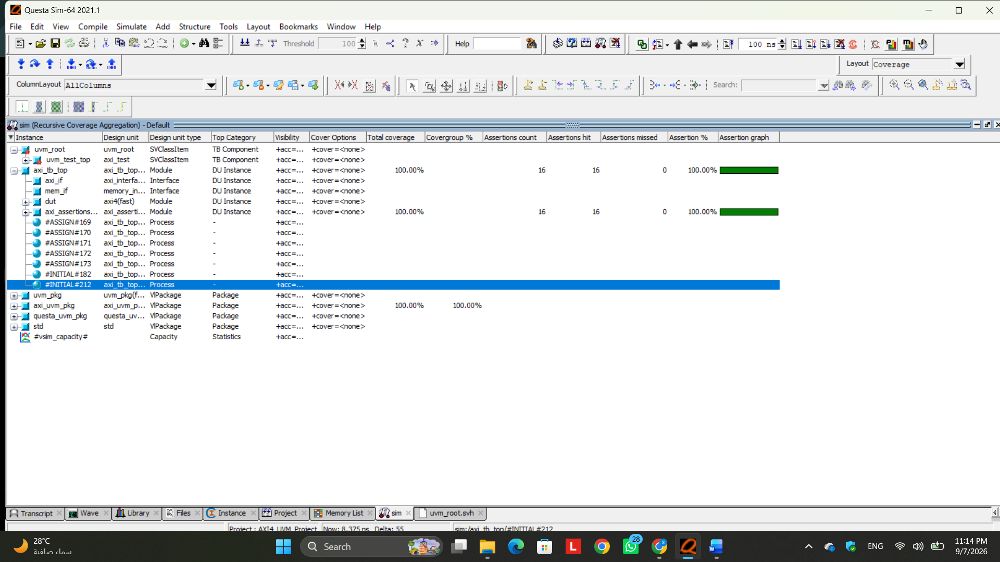 Questa Sim-64 2021.1
File Edit View Compile Simulate Add Structure Tools Layout Bookmarks Window Help
Threshold 100 Help 100 ns
Layout Coverage
ColumnLayout AllColumns Search:
sim (Recursive Coverage Aggregation) - Default
Instance Design unit Design unit type Top Category Visibility Cover Options Total coverage Covergroup % Assertions count Assertions hit Assertions missed Assertion % Assertion graph
uvm_root uvm_root SVClassItem TB Component +acc=... +cover=<none>
uvm_test_top axi_test SVClassItem TB Component +acc=... +cover=<none>
axi_tb_top axi_tb_top... Module DU Instance +acc=... +cover=<none> 100.00% 16 16 0 100.00%
axi_if axi_interfa... Interface DU Instance +acc=... +cover=<none>
mem_if memory_in... Interface DU Instance +acc=... +cover=<none>
dut axi4(fast) Module DU Instance +acc=... +cover=<none>
axi_assertions... axi_asserti... Module DU Instance +acc=... +cover=<none> 100.00% 16 16 0 100.00%
#ASSIGN#169 axi_tb_top... Process - +acc=...
#ASSIGN#170 axi_tb_top... Process - +acc=...
#ASSIGN#171 axi_tb_top... Process - +acc=...
#ASSIGN#172 axi_tb_top... Process - +acc=...
#ASSIGN#173 axi_tb_top... Process - +acc=...
#INITIAL#182 axi_tb_top... Process - +acc=...
#INITIAL#212 axi_tb_top... Process - +acc=...
uvm_pkg uvm_pkg(f... VlPackage Package +acc=... +cover=<none>
axi_uvm_pkg axi_uvm_p... VlPackage Package +acc=... +cover=<none> 100.00% 100.00%
questa_uvm_pkg questa_uv... VlPackage Package +acc=... +cover=<none>
std std VlPackage Package +acc=... +cover=<none>
#vsim_capacity# Capacity Statistics +acc=...
Transcript Wave Library Files Instance Project Memory List sim uvm_root.svh
Project : AXI4_UVM_Project Now: 8,375 ns Delta: 55 sim:/axi_tb_top/#INITIAL#212
28°C
سماء صافية
Search
28
ENG
11:14 PM
9/7/2026